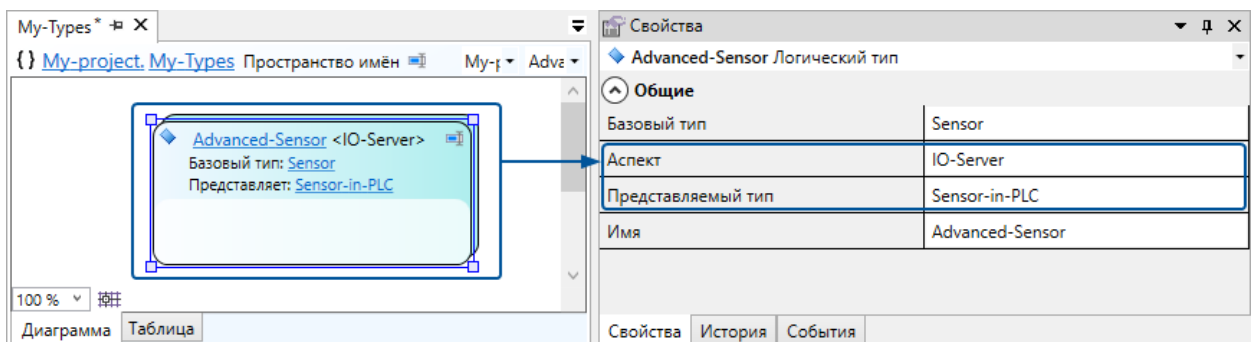 My-Types*
{ } My-project. My-Types Пространство имён My-p Adva
Advanced-Sensor <IO-Server>
Базовый тип: Sensor
Представляет: Sensor-in-PLC
100 %
Диаграмма Таблица
Свойства
Advanced-Sensor Логический тип
Общие
Базовый тип Sensor
Аспект IO-Server
Представляемый тип Sensor-in-PLC
Имя Advanced-Sensor
Свойства История События